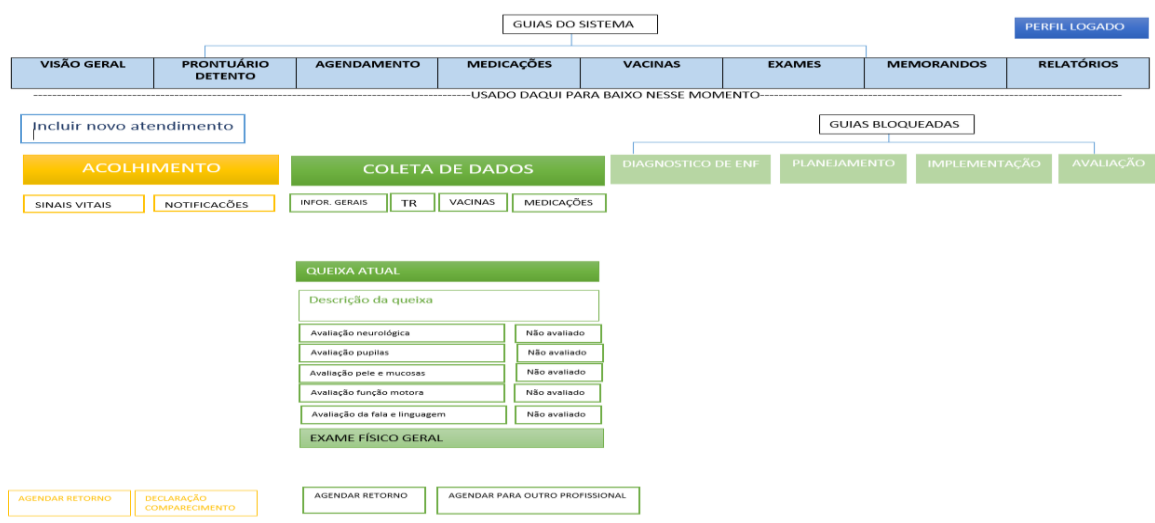 GUIAS DO SISTEMA
PERFIL LOGADO
VISÃO GERAL
PRONTUÁRIO
DETENTO
AGENDAMENTO
MEDICAÇÕES
VACINAS
EXAMES
MEMORANDOS
RELATÓRIOS
USADO DAQUI PARA BAIXO NESSE MOMENTO
Incluir novo atendimento
GUIAS BLOQUEADAS
ACOLHIMENTO
COLETA DE DADOS
DIAGNOSTICO DE ENF
PLANEJAMENTO
IMPLEMENTAÇÃO
AVALIAÇÃO
SINAIS VITAIS
NOTIFICACÕES
INFOR. GERAIS
TR
VACINAS
MEDICAÇÕES
QUEIXA ATUAL
Descrição da queixa
Avaliação neurológica
Não avaliado
Avaliação pupilas
Não avaliado
Avaliação pele e mucosas
Não avaliado
Avaliação função motora
Não avaliado
Avaliação da fala e linguagem
Não avaliado
EXAME FÍSICO GERAL
AGENDAR RETORNO
DECLARAÇÃO
COMPARECIMENTO
AGENDAR RETORNO
AGENDAR PARA OUTRO PROFISSIONAL